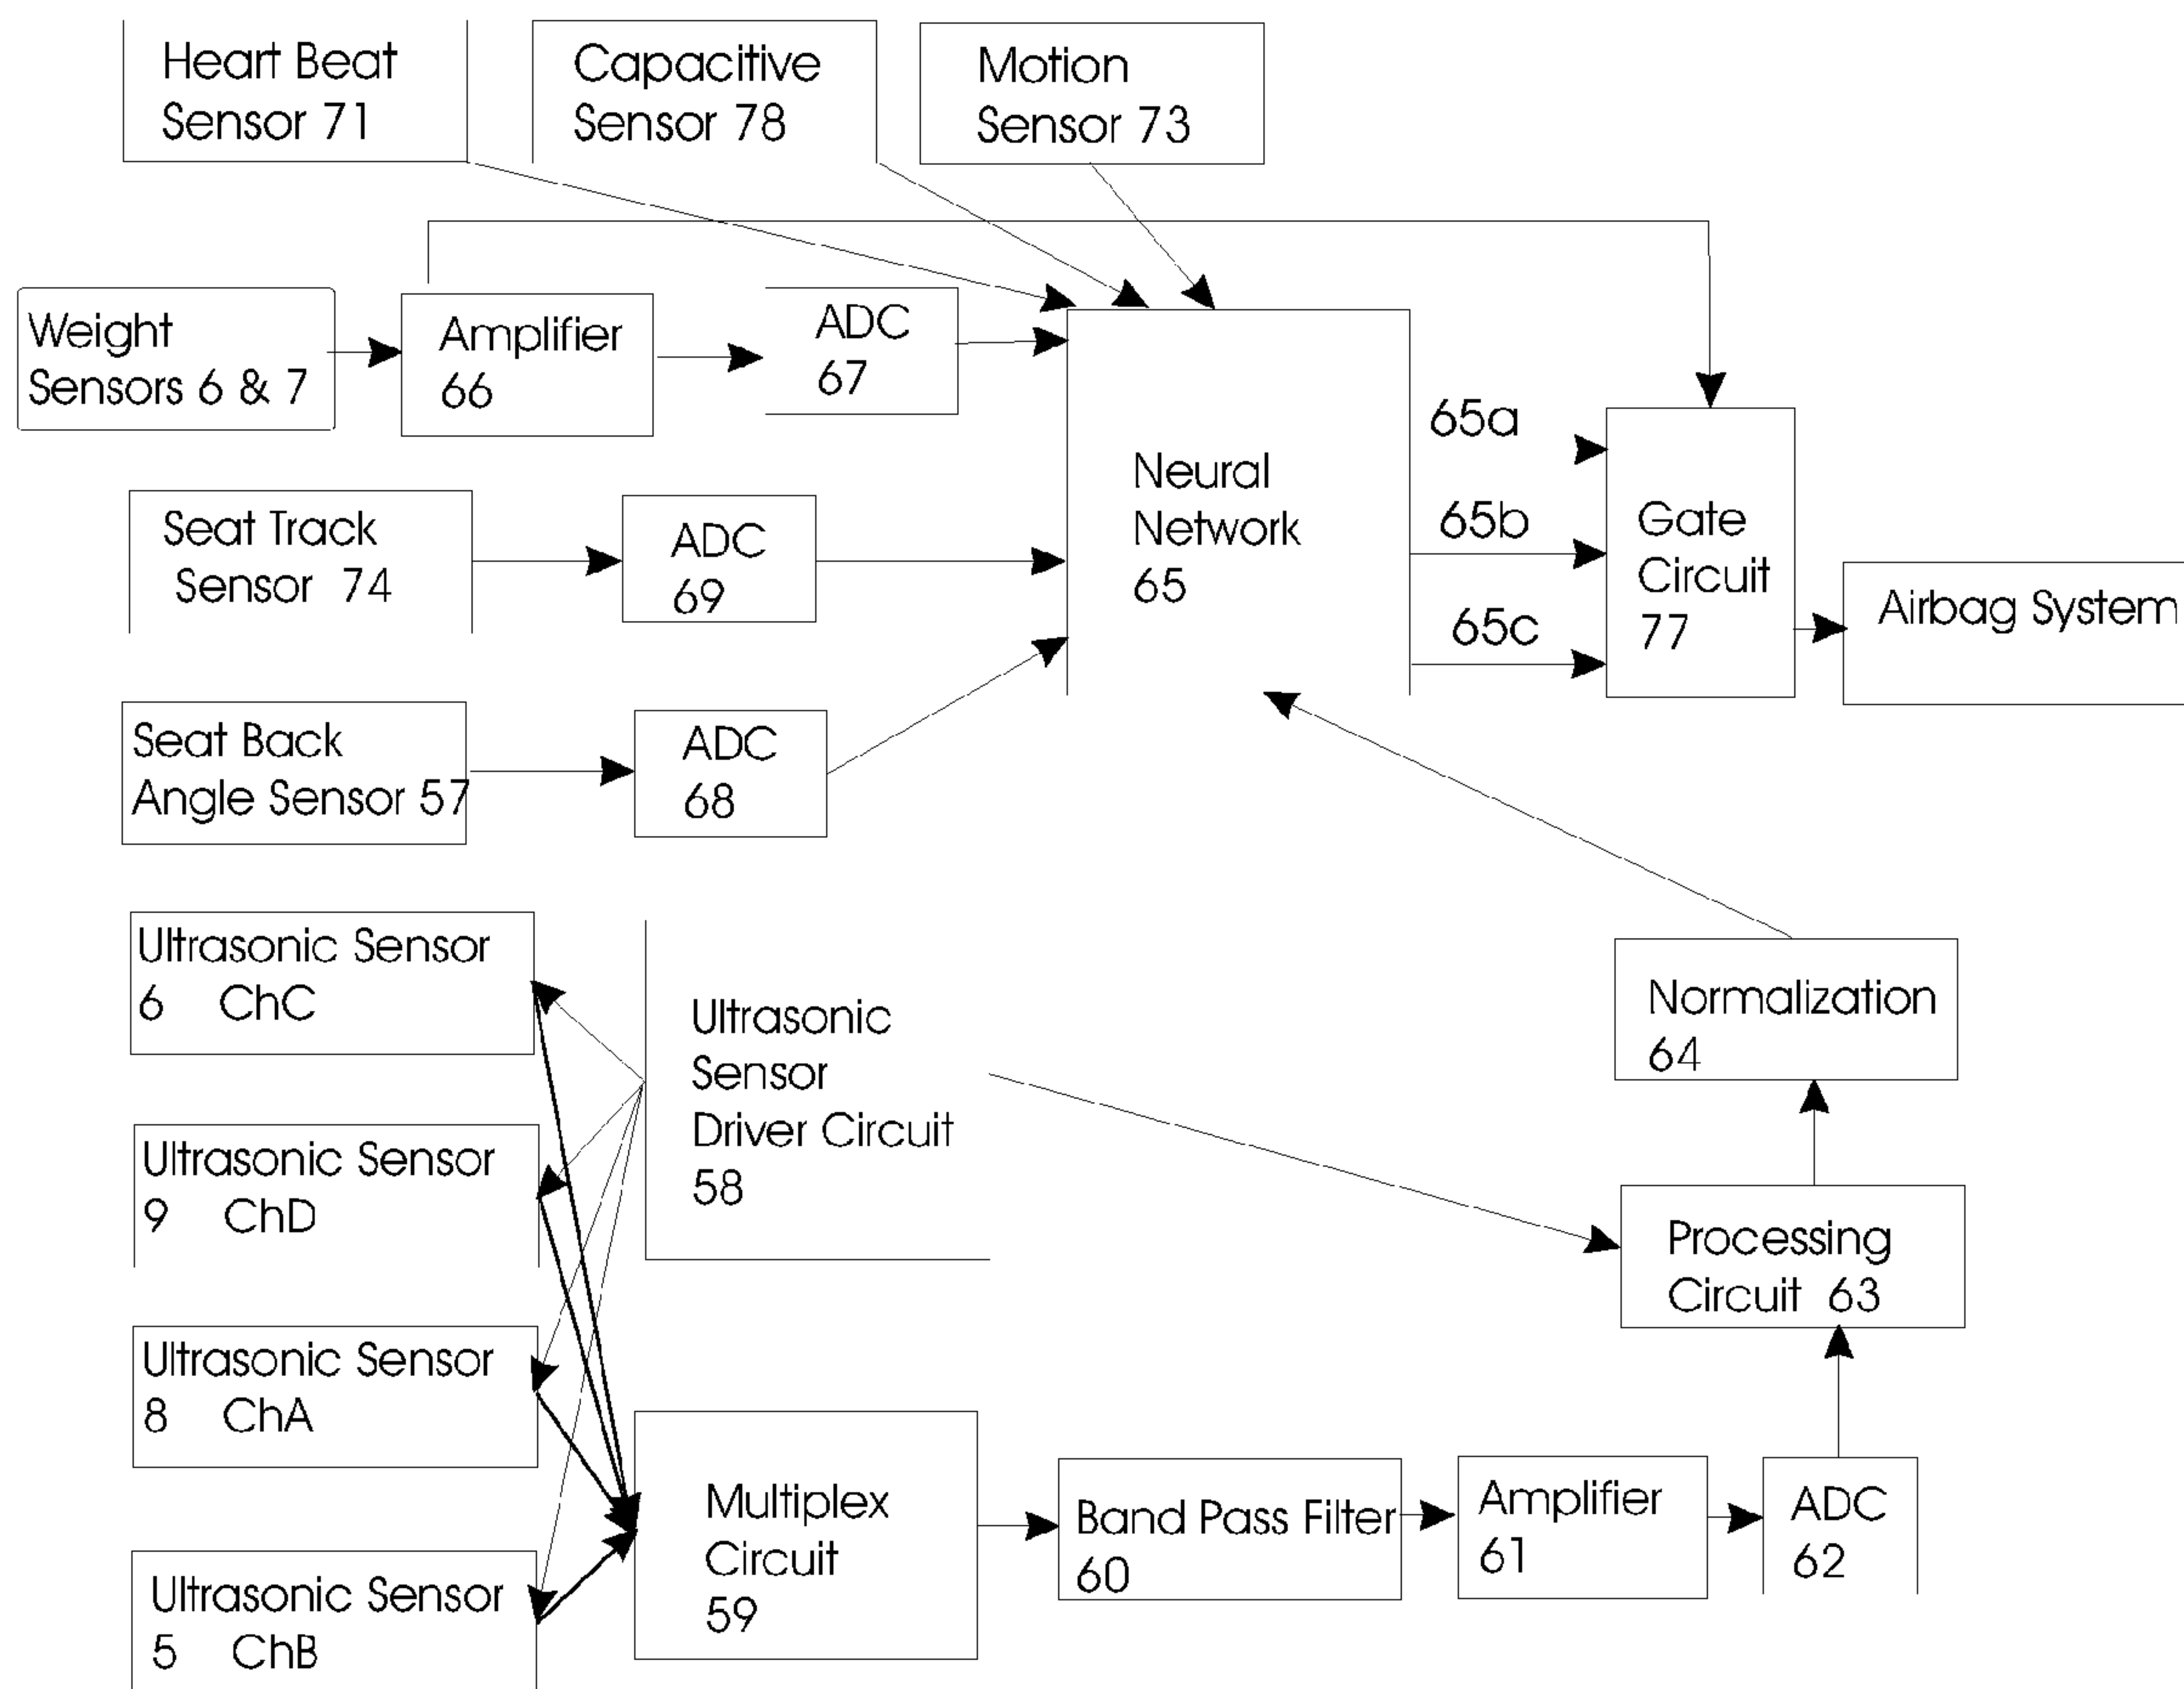 Heart Beat
Sensor 71
Capacitive
Sensor 78
Motion
Sensor 73
Weight
Sensors 6 & 7
Amplifier
66
ADC
67
Neural
Network
65
65a
65b
65c
Gate
Circuit
77
Airbag System
Seat Track
Sensor 74
ADC
69
Seat Back
Angle Sensor 57
ADC
68
Ultrasonic Sensor
6 ChC
Ultrasonic
Sensor
Driver Circuit
58
Normalization
64
Ultrasonic Sensor
9 ChD
Processing
Circuit 63
Ultrasonic Sensor
8 ChA
Multiplex
Circuit
59
Band Pass Filter
60
Amplifier
61
ADC
62
Ultrasonic Sensor
5 ChB